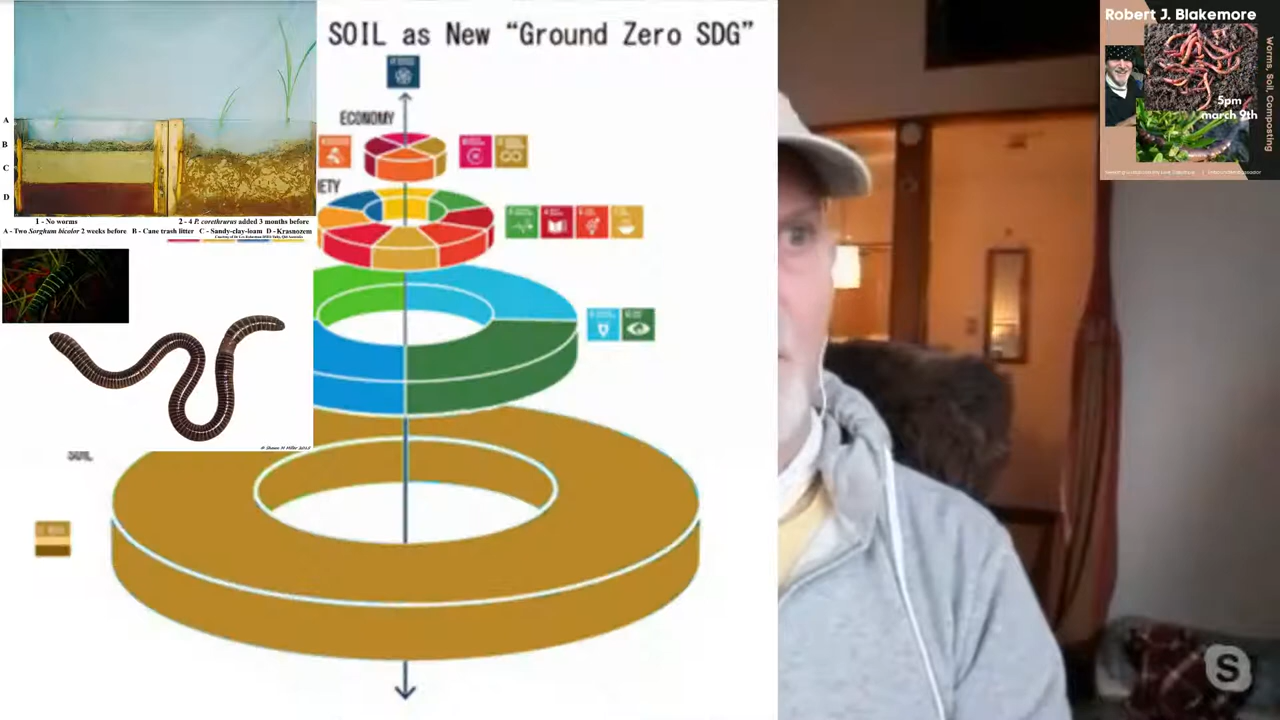 SOIL as New “Ground Zero SDG”
ECONOMY
IETY
SOIL
A
B
C
D
1 - No worms
2 - 4 P. corethrurus added 3 months before
A - Two Sorghum bicolor 2 weeks before B - Cane trash litter C - Sandy-clay-loam D - Krasnozem
Robert J. Blakemore
Worms, Soil, Composting
5pm
march 9th
S